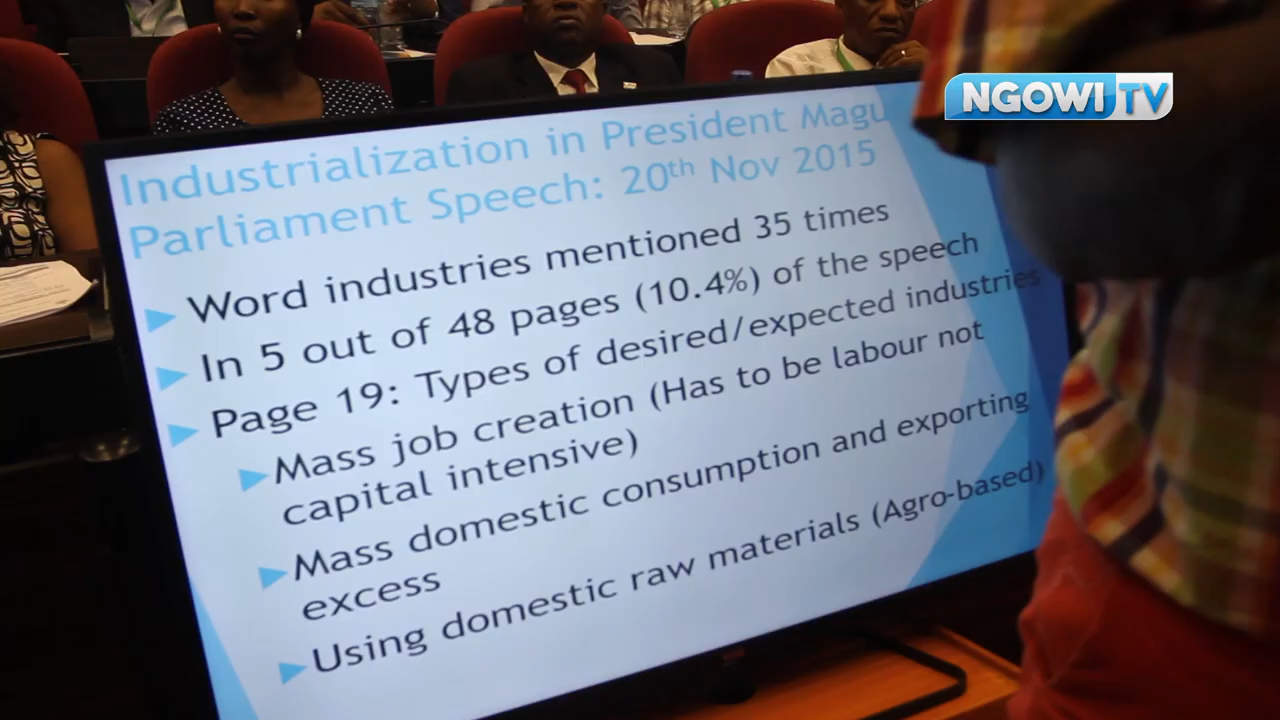 NGOWI TV
Industrialization in President Magu
Parliament Speech: 20th Nov 2015
Word industries mentioned 35 times
In 5 out of 48 pages (10.4%) of the speech
Page 19: Types of desired/expected industries
Mass job creation (Has to be labour not
capital intensive)
Mass domestic consumption and exporting
excess
Using domestic raw materials (Agro-based)